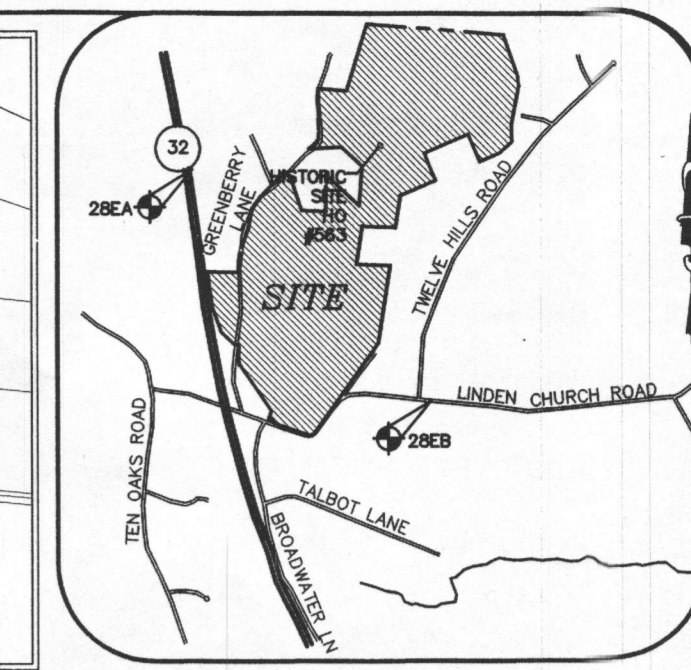 32
28EA
GREENBERRY
LANE
HISTORIC
SITE
HO
#563
SITE
TWELVE HILLS ROAD
LINDEN CHURCH ROAD
28EB
TEN OAKS ROAD
TALBOT LANE
BROADWATER LN